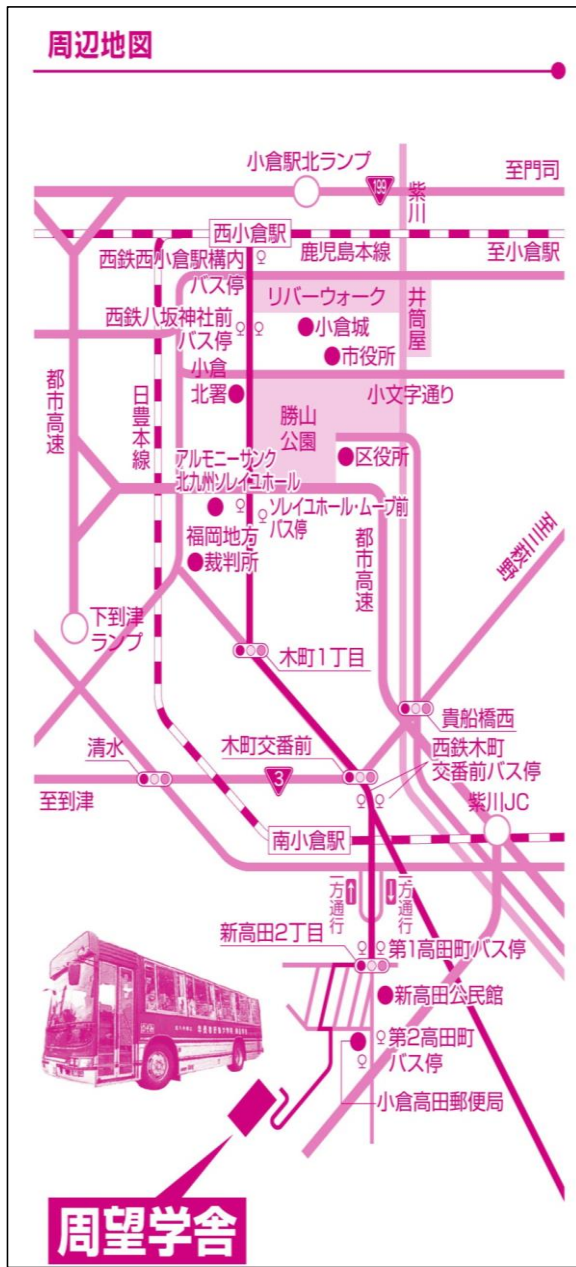 周辺地図
小倉駅北ランプ
199
紫川
至門司
西小倉駅
鹿児島本線
至小倉駅
西鉄西小倉駅構内
バス停
リバーウォーク
井筒屋
西鉄八坂神社前
バス停
小倉城
市役所
小倉
北署
小文字通り
都市高速
日豊本線
勝山
公園
区役所
アルモニーサンク
北九州ソレイユホール
ソレイユホール・ムーブ前
バス停
福岡地方
裁判所
都市高速
至三萩野
下到津
ランプ
木町1丁目
貴船橋西
清水
木町交番前
西鉄木町
交番前バス停
3
至到津
紫川JC
南小倉駅
一方通行
一方通行
新高田2丁目
第1高田町バス停
新高田公民館
第2高田町
バス停
小倉高田郵便局
周望学舎